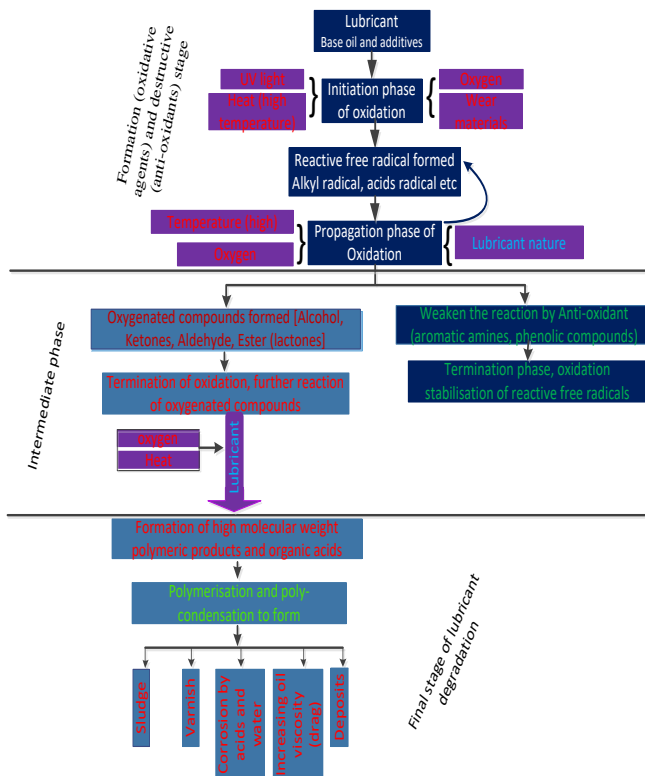 Formation (oxidative
agents) and destructive
(anti-oxidants) stage
Lubricant
Base oil and additives
UV light
Heat (high
temperature)
Initiation phase
of oxidation
Oxygen
Wear
materials
Reactive free radical formed
Alkyl radical, acids radical etc
Temperature (high)
Oxygen
Propagation phase of
Oxidation
Lubricant nature
Intermediate phase
Oxygenated compounds formed [Alcohol,
Ketones, Aldehyde, Ester (lactones]
Weaken the reaction by Anti-oxidant
(aromatic amines, phenolic compounds)
Termination of oxidation, further reaction
of oxygenated compounds
Termination phase, oxidation
stabilisation of reactive free radicals
oxygen
Heat
Lubricant
Formation of high molecular weight
polymeric products and organic acids
Polymerisation and poly-
condensation to form
Sludge
Varnish
Corrosion by
acids and
water
Increasing oil
viscosity
(drag)
Deposits
Final stage of lubricant
degradation